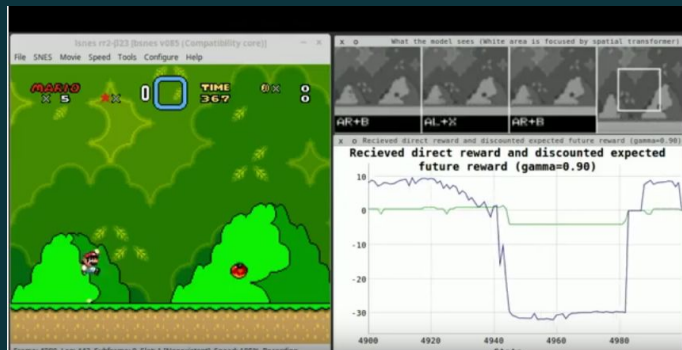 lsnes rr2-β23 [bsnes v085 (Compatibility core)]
File SNES Movie Speed Tools Configure Help
MARIO
x 5
x
0
TIME
367
x 0
0
x o What the model sees (White area is focused by spatial transformer)
AR+B
AL+X
AR+B
x o Recieved direct reward and discounted expected future reward (gamma=0.90)
Recieved direct reward and discounted expected
future reward (gamma=0.90)
10
0
-10
-20
-30
4900 4920 4940 4960 4980